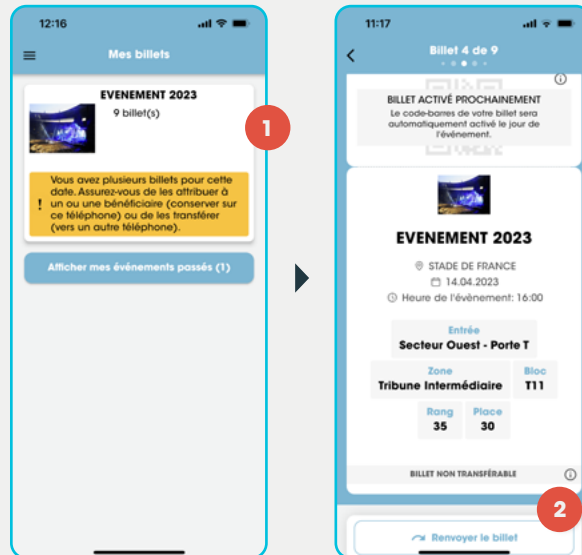 12:16
Mes billets
EVENEMENT 2023
9 billet(s)
1
! Vous avez plusieurs billets pour cette
date. Assurez-vous de les attribuer à
un ou une bénéficiaire (conserver sur
ce téléphone) ou de les transférer
(vers un autre téléphone).
Afficher mes événements passés (1)
11:17
Billet 4 de 9
BILLET ACTIVÉ PROCHAINEMENT
Le code-barres de votre billet sera
automatiquement activé le jour de
l'événement.
EVENEMENT 2023
STADE DE FRANCE
14.04.2023
Heure de l'évènement: 16:00
Entrée
Secteur Ouest - Porte T
Zone Bloc
Tribune Intermédiaire T11
Rang Place
35 30
BILLET NON TRANSFÉRABLE
2
Renvoyer le billet